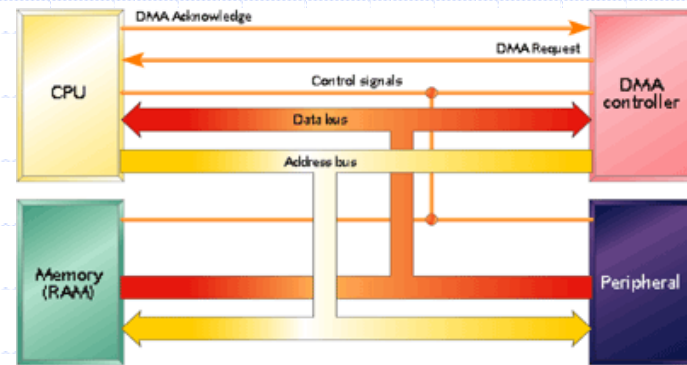 DMA Acknowledge
DMA Request
CPU
Control signals
DMA
controller
Data bus
Address bus
Memory
(RAM)
Peripheral